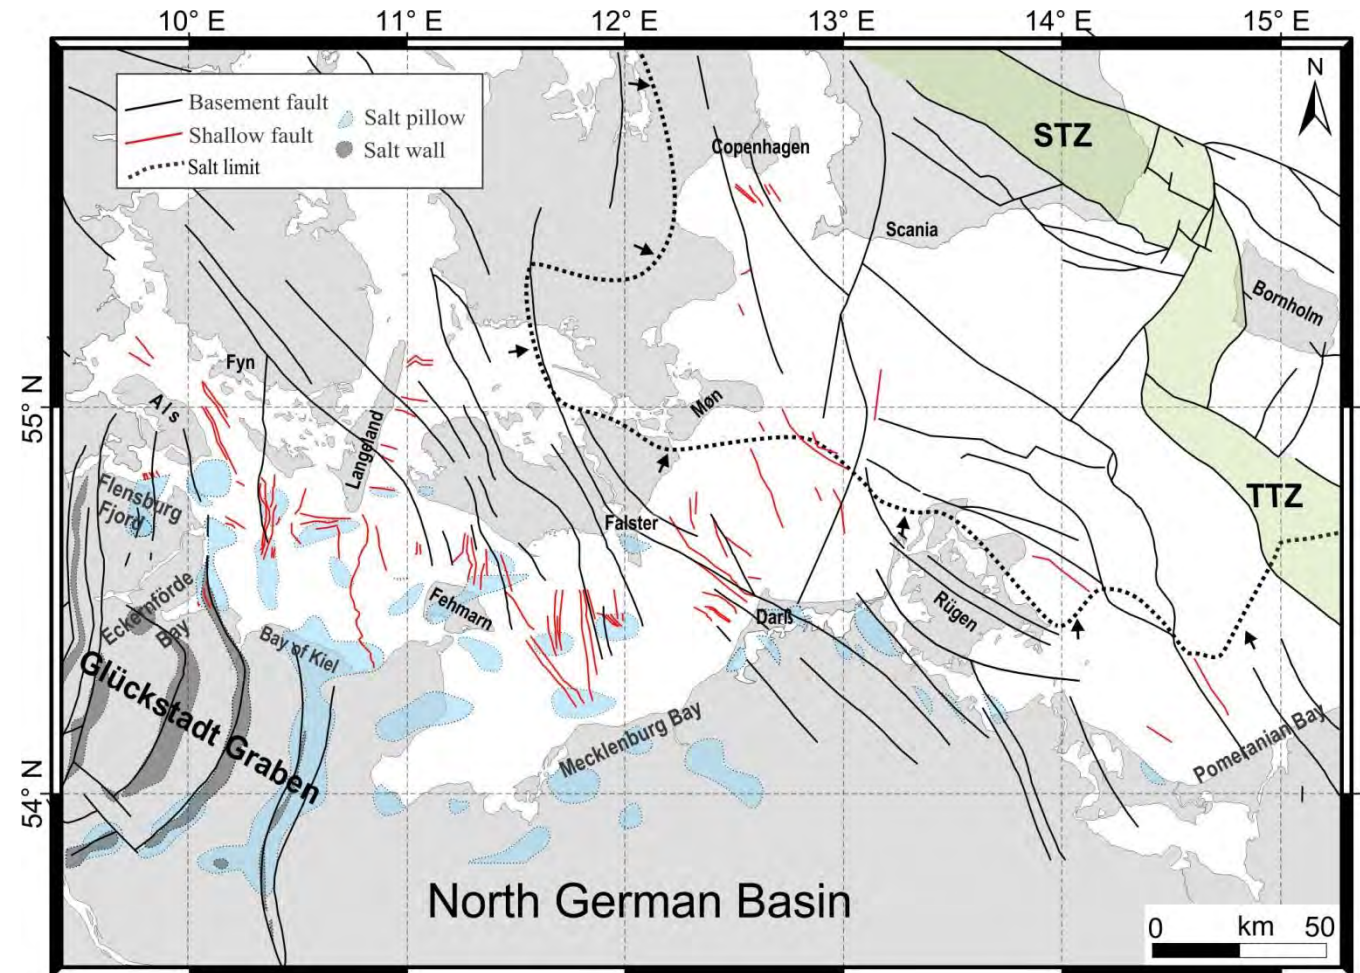 10° E
11° E
12° E
13° E
14° E
15° E
N
Basement fault
Shallow fault
Salt limit
Salt pillow
Salt wall
STZ
Copenhagen
Scania
Bornholm
Fyn
Als
Langeland
Møn
55° N
Flensburg
Fjord
Falster
TTZ
Eckernförde
Bay
Fehmarn
Darß
Rügen
Bay of Kiel
Glückstadt Graben
Mecklenburg Bay
Pomeranian Bay
54° N
North German Basin
0 km 50